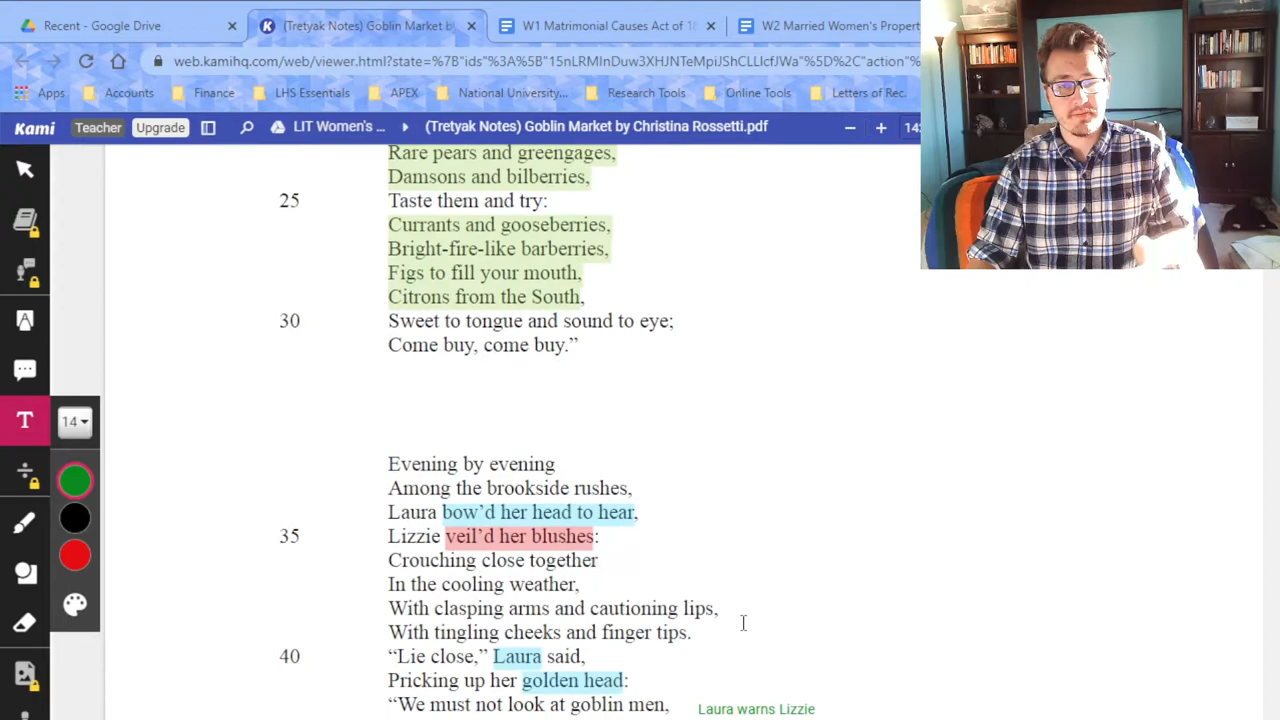 Recent - Google Drive
(Tretyak Notes) Goblin Market b
W1 Matrimonial Causes Act of 18
W2 Married Women's Property
web.kamihq.com/web/viewer.html?state=%7B"ids"%3A%5B"15nLRMInDuw3XHJNTeMpiJShCLLIcfJWa"%5D%2C"action"
Apps
Accounts
Finance
LHS Essentials
APEX
National University...
Research Tools
Online Tools
Letters of Rec.
Kami
Teacher
Upgrade
LIT Women's ...
(Tretyak Notes) Goblin Market by Christina Rossetti.pdf
Rare pears and greengages,
Damsons and bilberries,
25 Taste them and try:
Currants and gooseberries,
Bright-fire-like barberries,
Figs to fill your mouth,
Citrons from the South,
30 Sweet to tongue and sound to eye;
Come buy, come buy.”
T
14
Evening by evening
Among the brookside rushes,
Laura bow’d her head to hear,
35 Lizzie veil’d her blushes:
Crouching close together
In the cooling weather,
With clasping arms and cautioning lips,
With tingling cheeks and finger tips.
40 “Lie close,” Laura said,
Pricking up her golden head:
“We must not look at goblin men,
Laura warns Lizzie